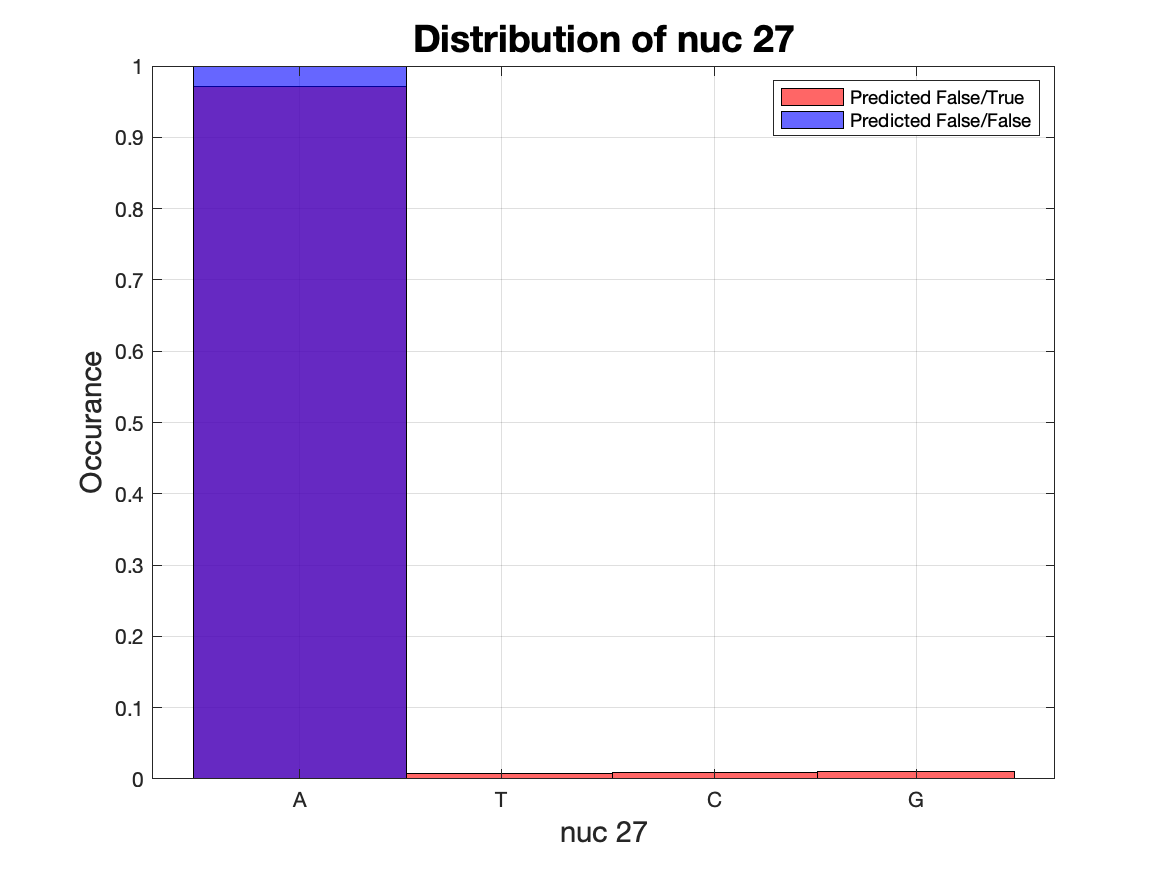 Distribution of nuc 27
Predicted False/True
Predicted False/False
Occurance
1
0.9
0.8
0.7
0.6
0.5
0.4
0.3
0.2
0.1
0
A T C G
nuc 27